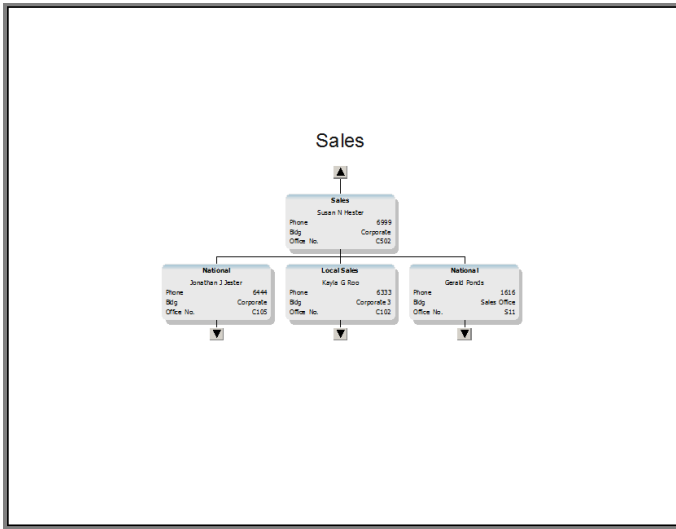 Sales
Sales
Susan N Hester
Phone 6999
Bldg Corporate
Office No. C502
National
Jonathan J Jester
Phone 6444
Bldg Corporate
Office No. C105
Local Sales
Kayla G Roo
Phone 6333
Bldg Corporate 3
Office No. C102
National
Gerald Ponds
Phone 1616
Bldg Sales Office
Office No. S11